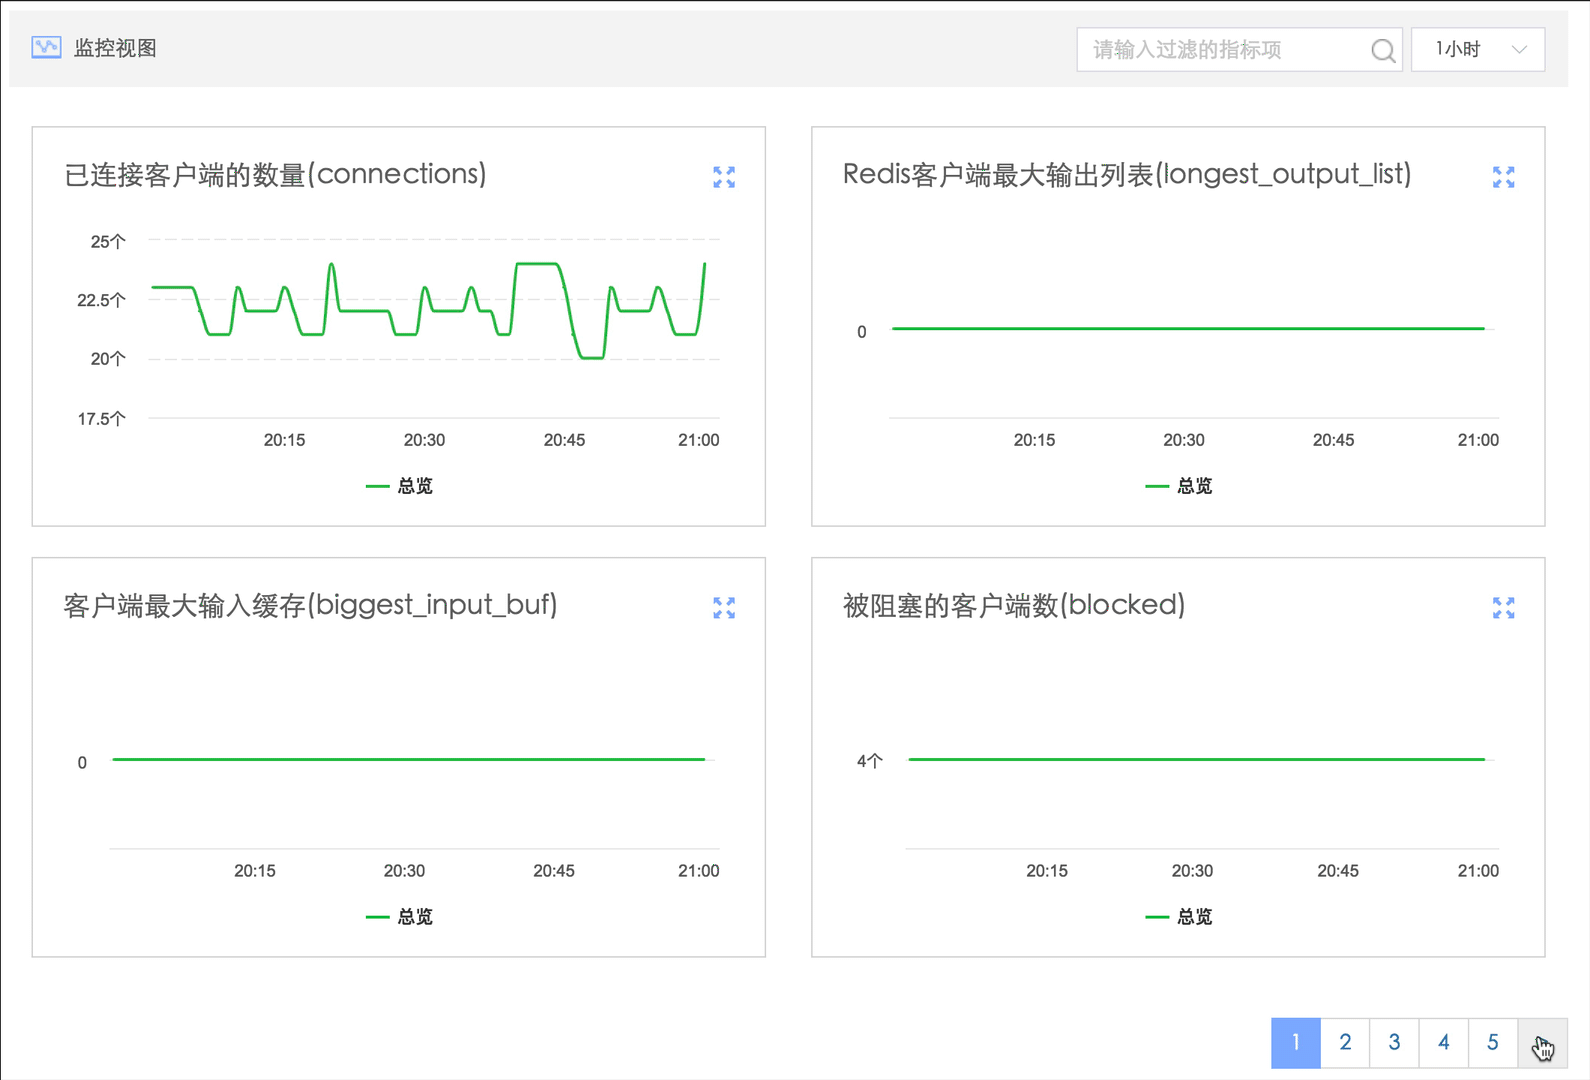 监控视图
请输入过滤的指标项
1小时
已连接客户端的数量(connections)
25个
22.5个
20个
17.5个
20:15 20:30 20:45 21:00
总览
Redis客户端最大输出列表(longest_output_list)
0
20:15 20:30 20:45 21:00
总览
客户端最大输入缓存(biggest_input_buf)
0
20:15 20:30 20:45 21:00
总览
被阻塞的客户端数(blocked)
4个
20:15 20:30 20:45 21:00
总览
1 2 3 4 5